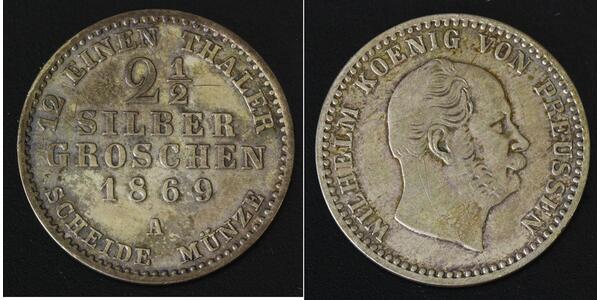 12 EINEN THALER
2 1/2
SILBER
GROSCHEN
1869
A
SCHEIDE MÜNZE
WILHELM KOENIG VON PREUSSEN